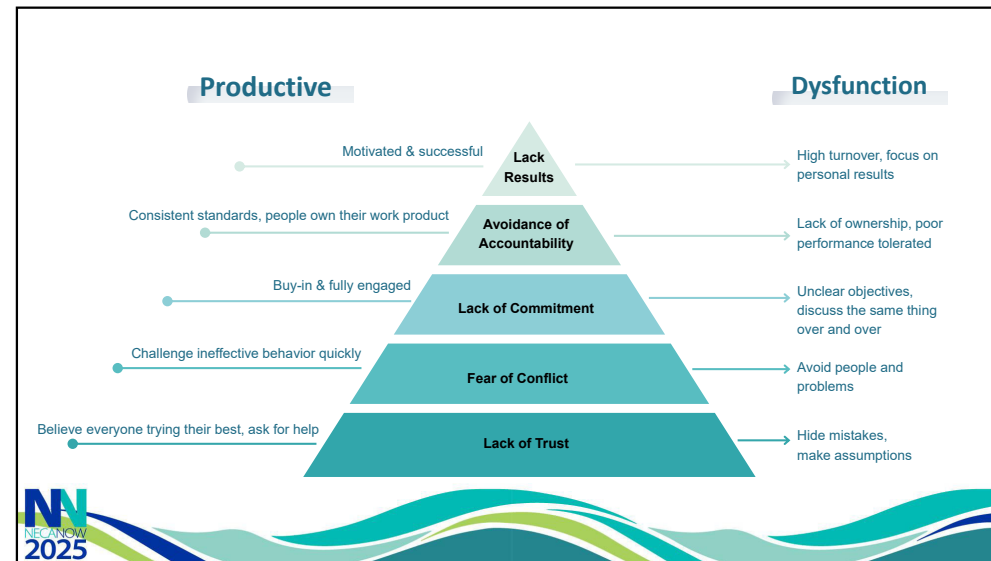 Productive
Dysfunction
Motivated & successful
Lack
Results
High turnover, focus on
personal results
Consistent standards, people own their work product
Avoidance of
Accountability
Lack of ownership, poor
performance tolerated
Buy-in & fully engaged
Lack of Commitment
Unclear objectives,
discuss the same thing
over and over
Challenge ineffective behavior quickly
Fear of Conflict
Avoid people and
problems
Believe everyone trying their best, ask for help
Lack of Trust
Hide mistakes,
make assumptions
NN
NECANOW
2025